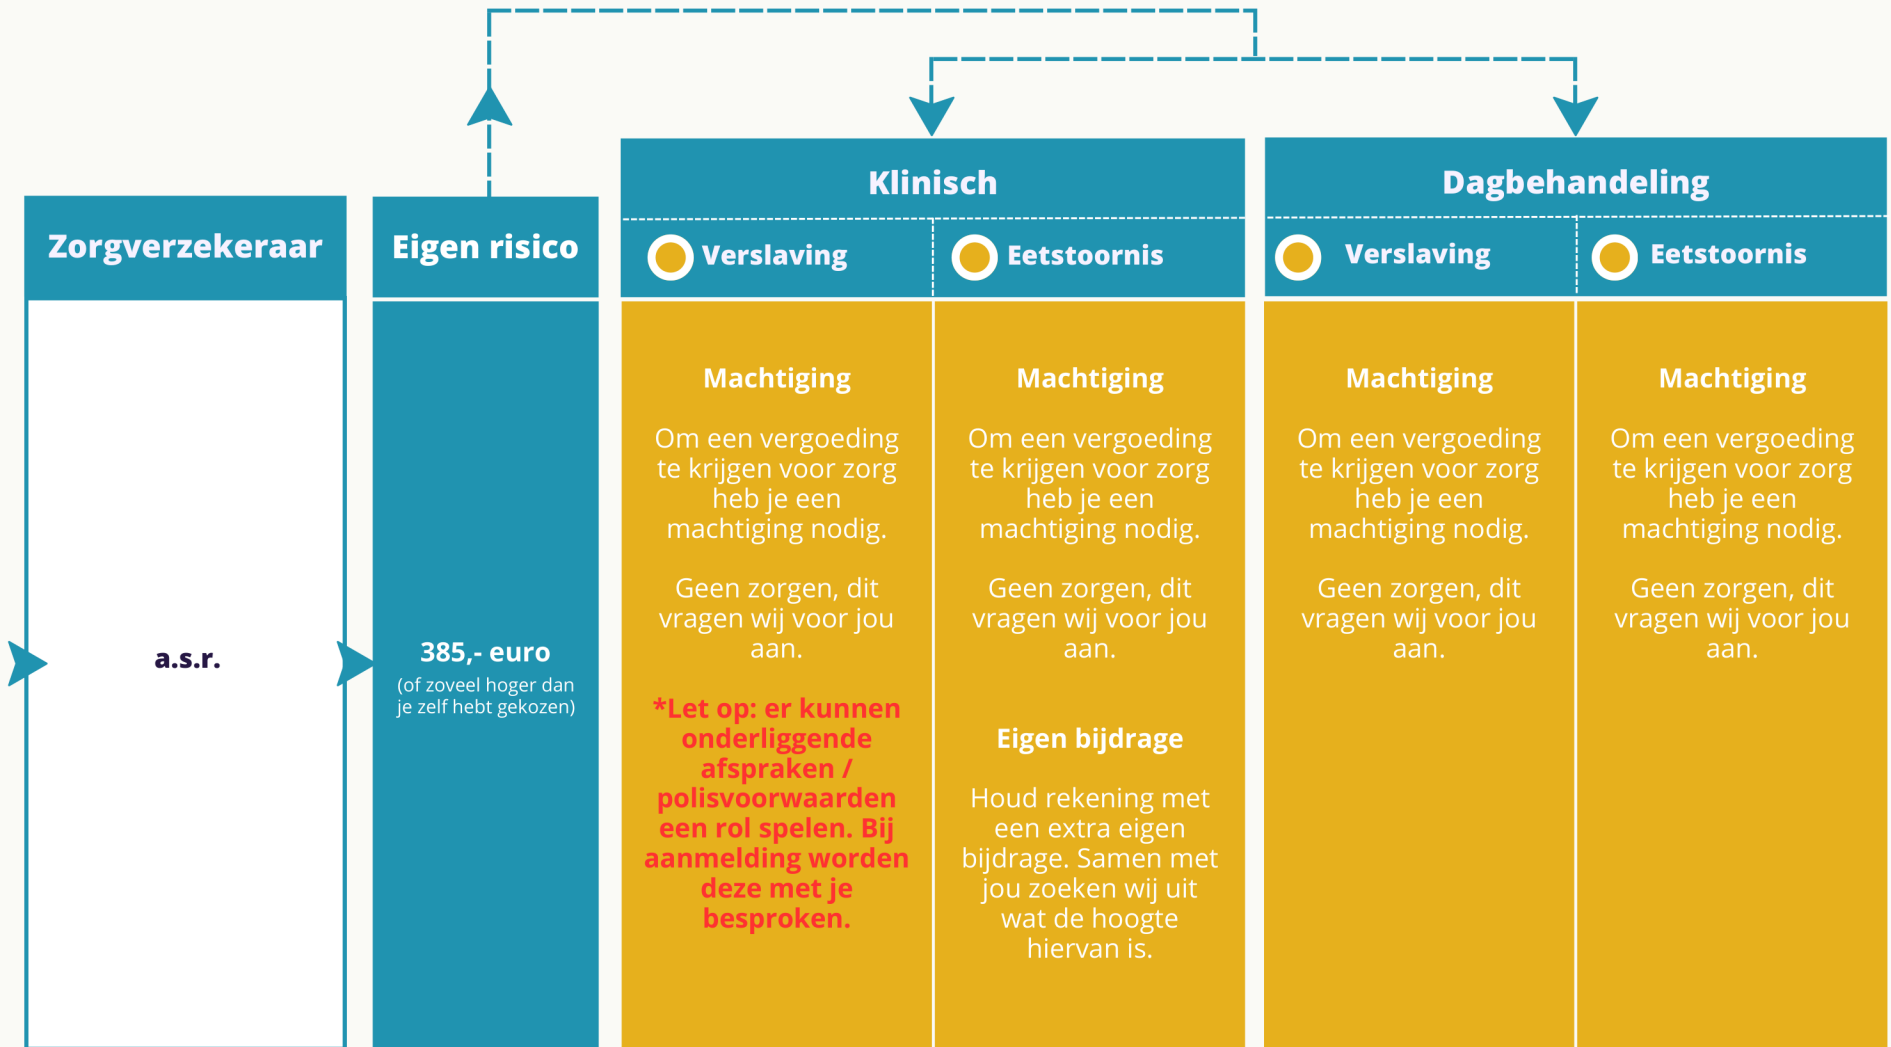 Zorgverzekeraar
a.s.r.
Eigen risico
385,- euro
(of zoveel hoger dan
je zelf hebt gekozen)
Klinisch
Verslaving
Machtiging
Om een vergoeding
te krijgen voor zorg
heb je een
machtiging nodig.
Geen zorgen, dit
vragen wij voor jou
aan.
*Let op: er kunnen
onderliggende
afspraken /
polisvoorwaarden
een rol spelen. Bij
aanmelding worden
deze met je
besproken.
Eetstoornis
Machtiging
Om een vergoeding
te krijgen voor zorg
heb je een
machtiging nodig.
Geen zorgen, dit
vragen wij voor jou
aan.
Eigen bijdrage
Houd rekening met
een extra eigen
bijdrage. Samen met
jou zoeken wij uit
wat de hoogte
hiervan is.
Dagbehandeling
Verslaving
Machtiging
Om een vergoeding
te krijgen voor zorg
heb je een
machtiging nodig.
Geen zorgen, dit
vragen wij voor jou
aan.
Eetstoornis
Machtiging
Om een vergoeding
te krijgen voor zorg
heb je een
machtiging nodig.
Geen zorgen, dit
vragen wij voor jou
aan.